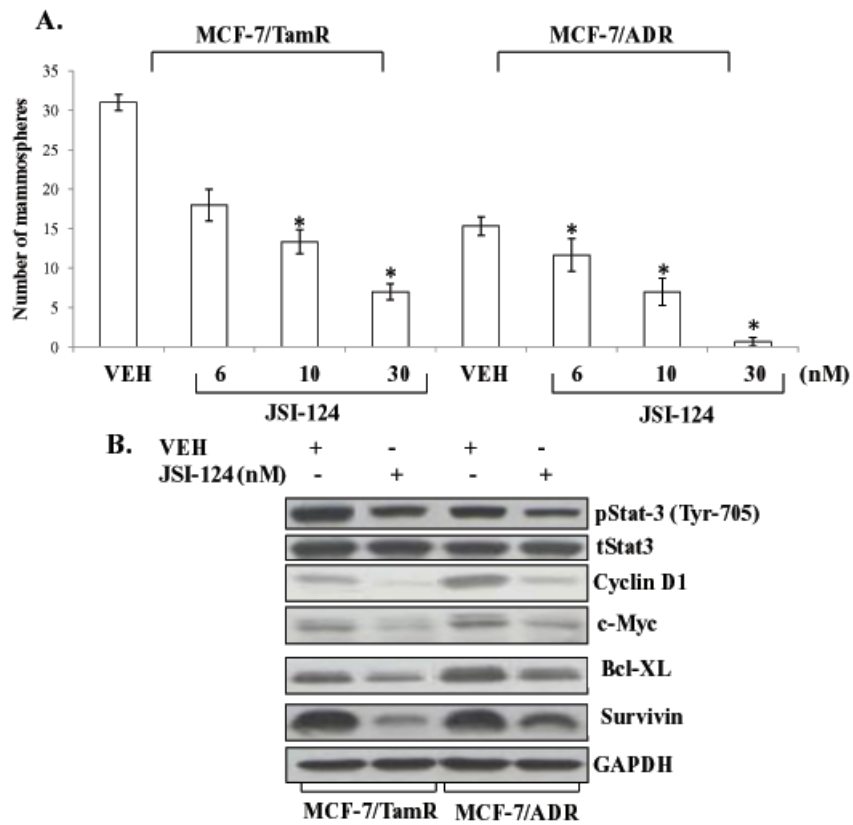 A.
MCF-7/TamR MCF-7/ADR
Number of mammospheres
35
30
25
20
15
10
5
0
* * * * *
VEH 6 10 30 VEH 6 10 30 (nM)
JSI-124 JSI-124
B. VEH + - + -
JSI-124 (nM) - + - +
pStat-3 (Tyr-705)
tStat3
Cyclin D1
c-Myc
Bcl-XL
Survivin
GAPDH
MCF-7/TamR MCF-7/ADR